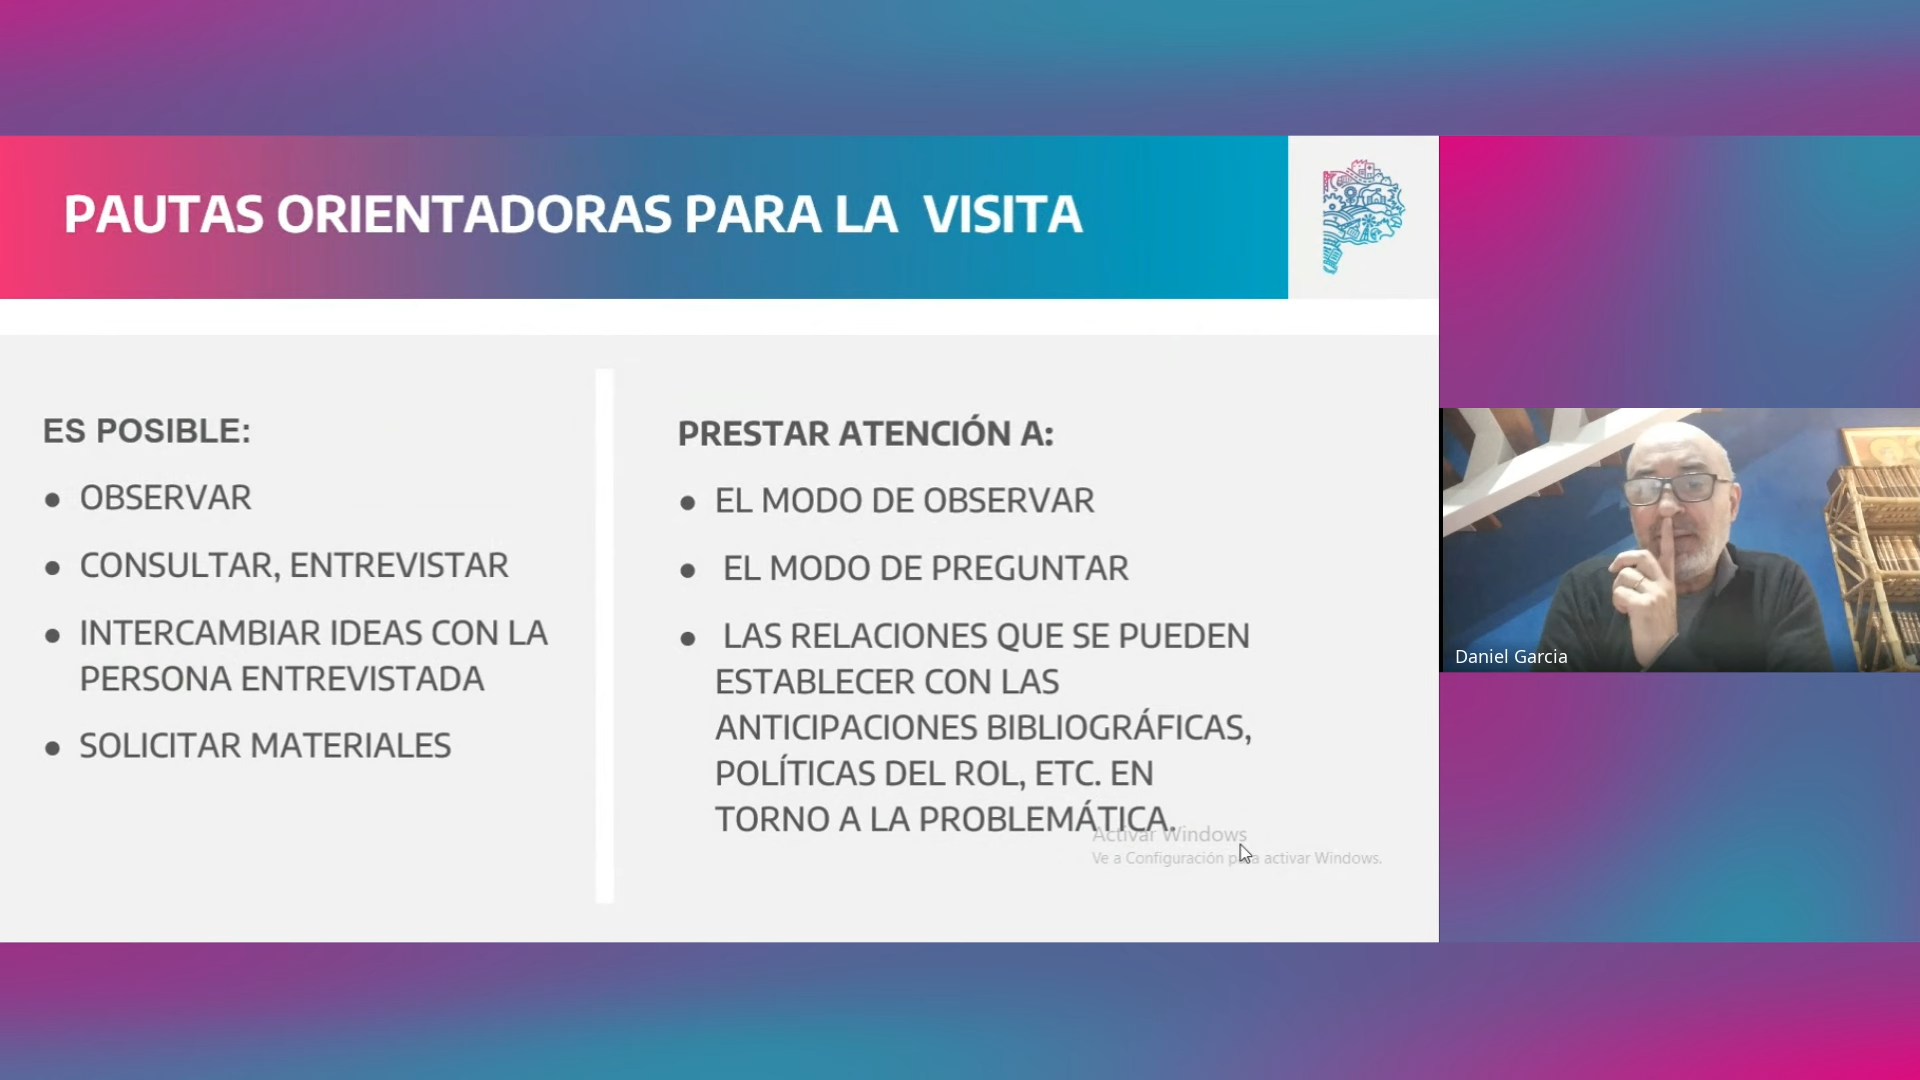 PAUTAS ORIENTADORAS PARA LA VISITA
ES POSIBLE:
● OBSERVAR
● CONSULTAR, ENTREVISTAR
● INTERCAMBIAR IDEAS CON LA
PERSONA ENTREVISTADA
● SOLICITAR MATERIALES
PRESTAR ATENCIÓN A:
● EL MODO DE OBSERVAR
● EL MODO DE PREGUNTAR
● LAS RELACIONES QUE SE PUEDEN
ESTABLECER CON LAS
ANTICIPACIONES BIBLIOGRÁFICAS,
POLÍTICAS DEL ROL, ETC. EN
TORNO A LA PROBLEMÁTICA.
Activar Windows
Ve a Configuración para activar Windows.
Daniel Garcia